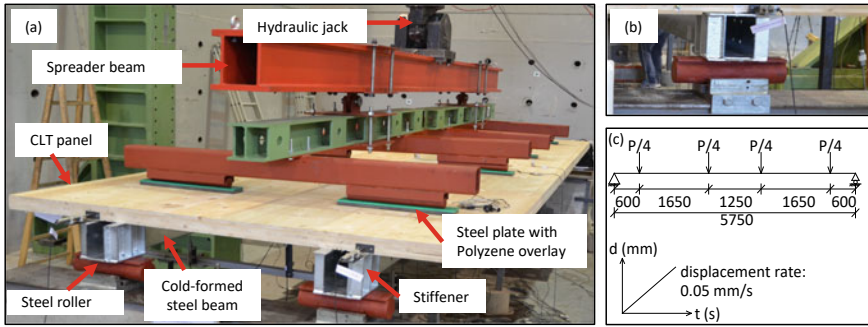 (a)
Hydraulic jack
Spreader beam
CLT panel
Steel plate with
Polyzene overlay
Steel roller
Cold-formed
steel beam
Stiffener
(b)
(c)
P/4 P/4 P/4 P/4
600 1650 1250 1650 600
5750
d (mm)
displacement rate:
0.05 mm/s
t (s)